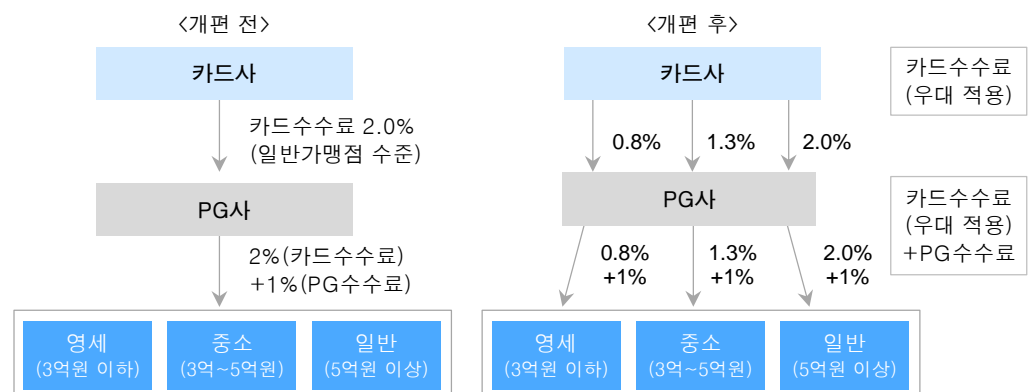 <개편 전>
카드사
카드수수료 2.0%
(일반가맹점 수준)
PG사
2%(카드수수료)
+1%(PG수수료)
영세
(3억원 이하)
중소
(3억~5억원)
일반
(5억원 이상)
<개편 후>
카드사
0.8%
1.3%
2.0%
PG사
0.8%
+1%
1.3%
+1%
2.0%
+1%
영세
(3억원 이하)
중소
(3억~5억원)
일반
(5억원 이상)
카드수수료
(우대 적용)
카드수수료
(우대 적용)
+PG수수료